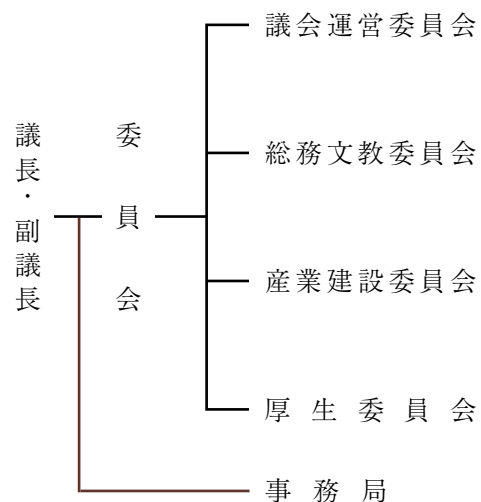 議長・副議長
委員会
議会運営委員会
総務文教委員会
産業建設委員会
厚生委員会
事務局